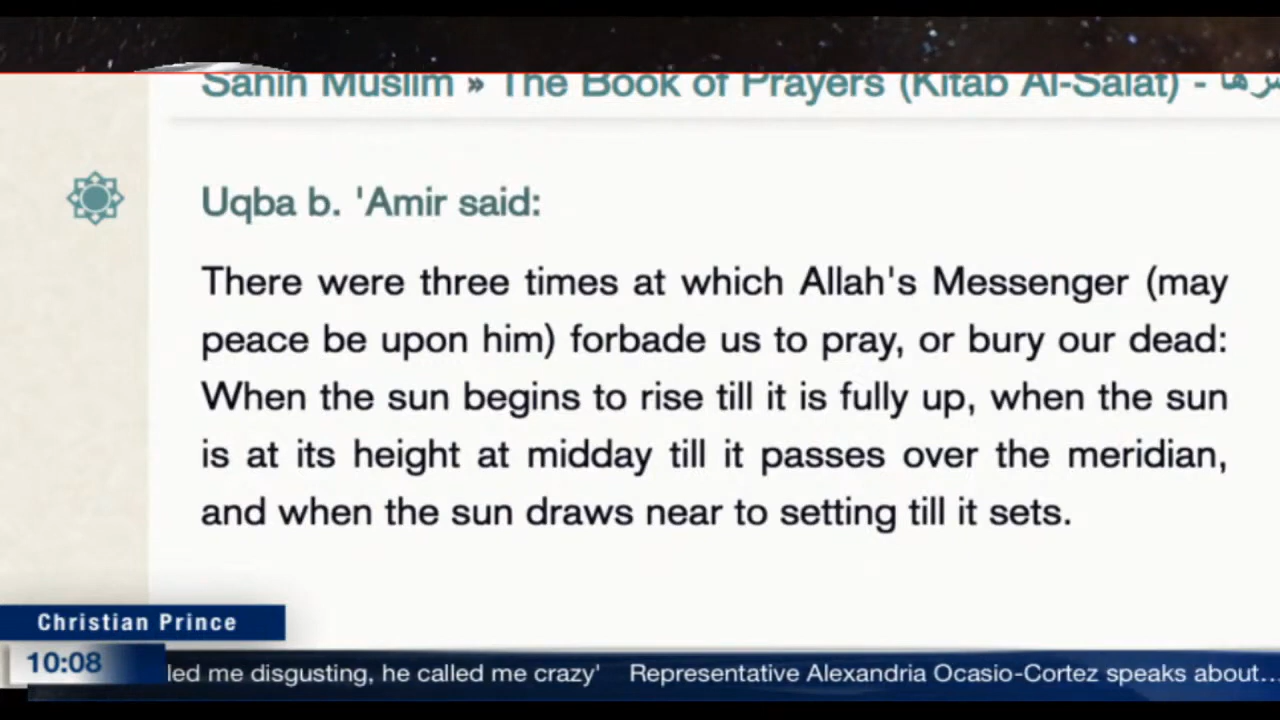 Sahih Muslim » The Book of Prayers (Kitab Al-Salat) -
Uqba b. 'Amir said:
There were three times at which Allah's Messenger (may
peace be upon him) forbade us to pray, or bury our dead:
When the sun begins to rise till it is fully up, when the sun
is at its height at midday till it passes over the meridian,
and when the sun draws near to setting till it sets.
Christian Prince
10:08
led me disgusting, he called me crazy' Representative Alexandria Ocasio-Cortez speaks about...